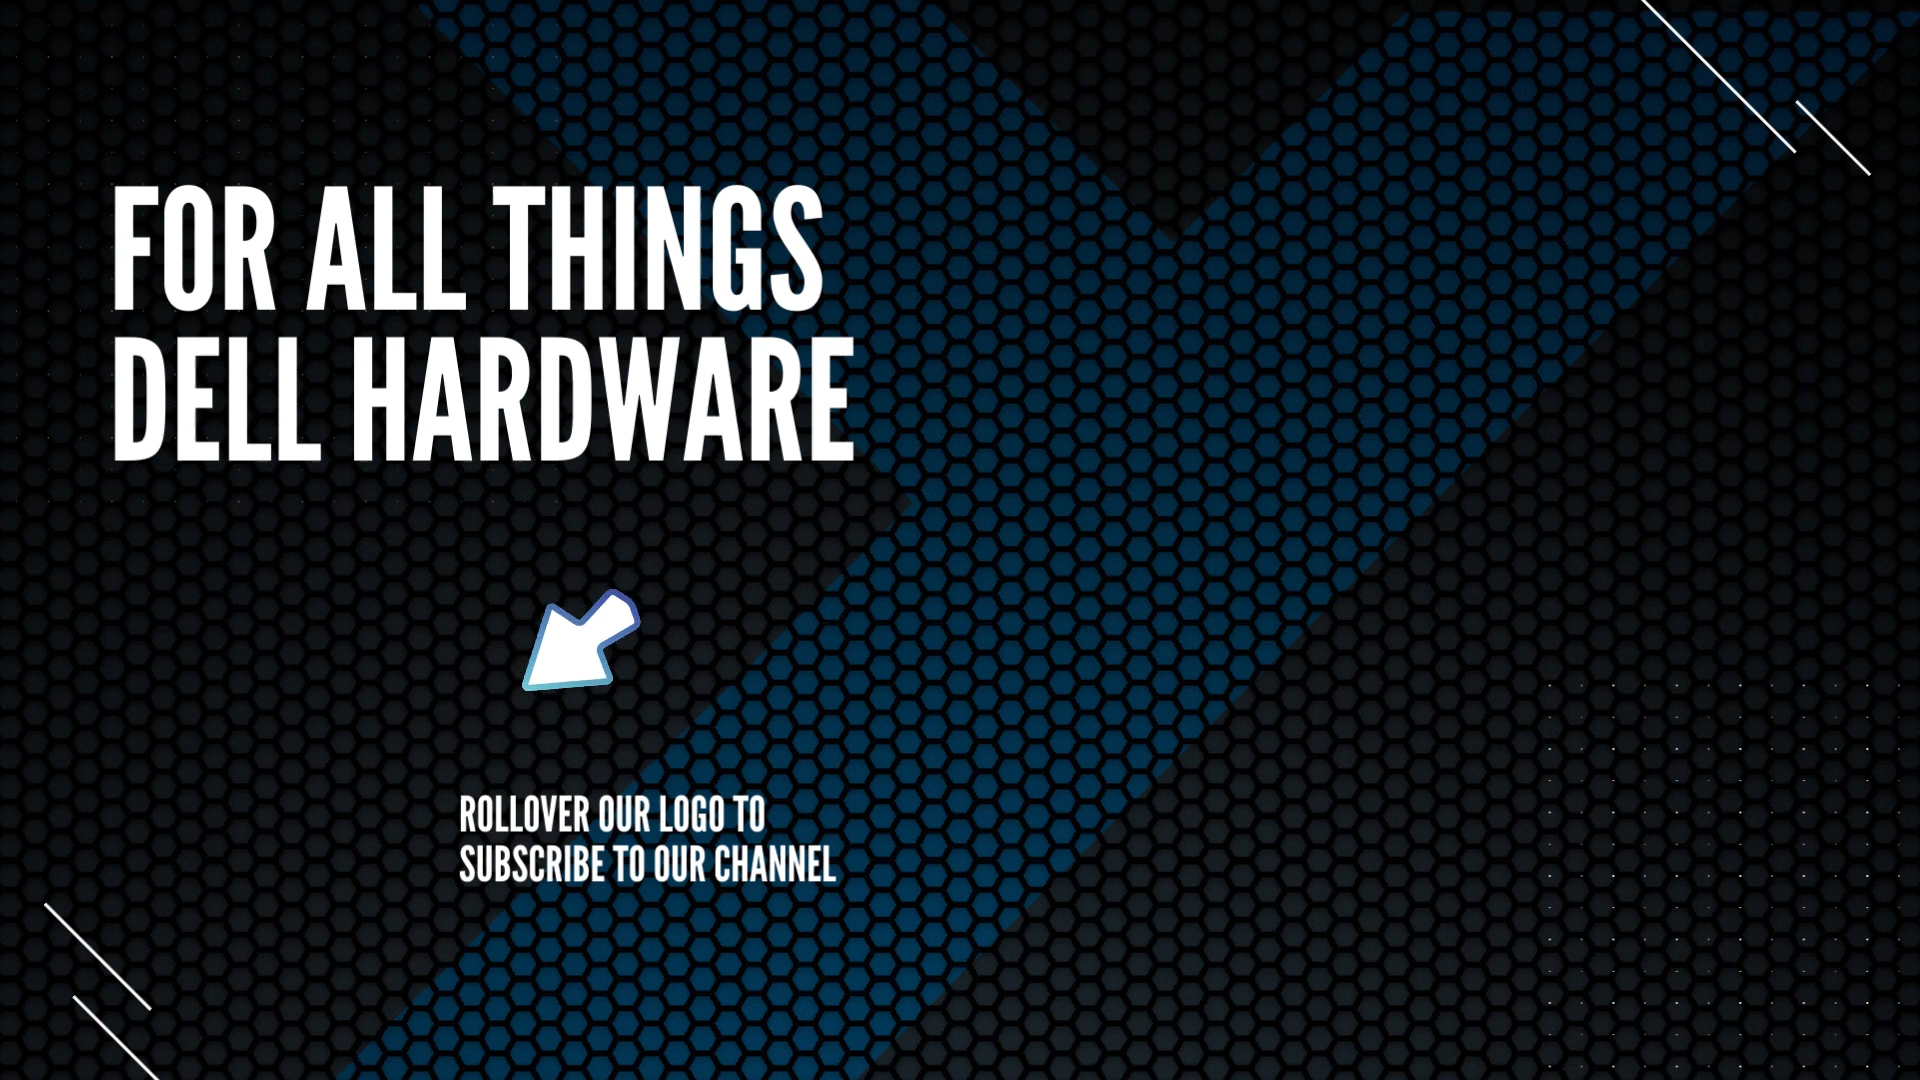 FOR ALL THINGS
DELL HARDWARE
ROLLOVER OUR LOGO TO
SUBSCRIBE TO OUR CHANNEL